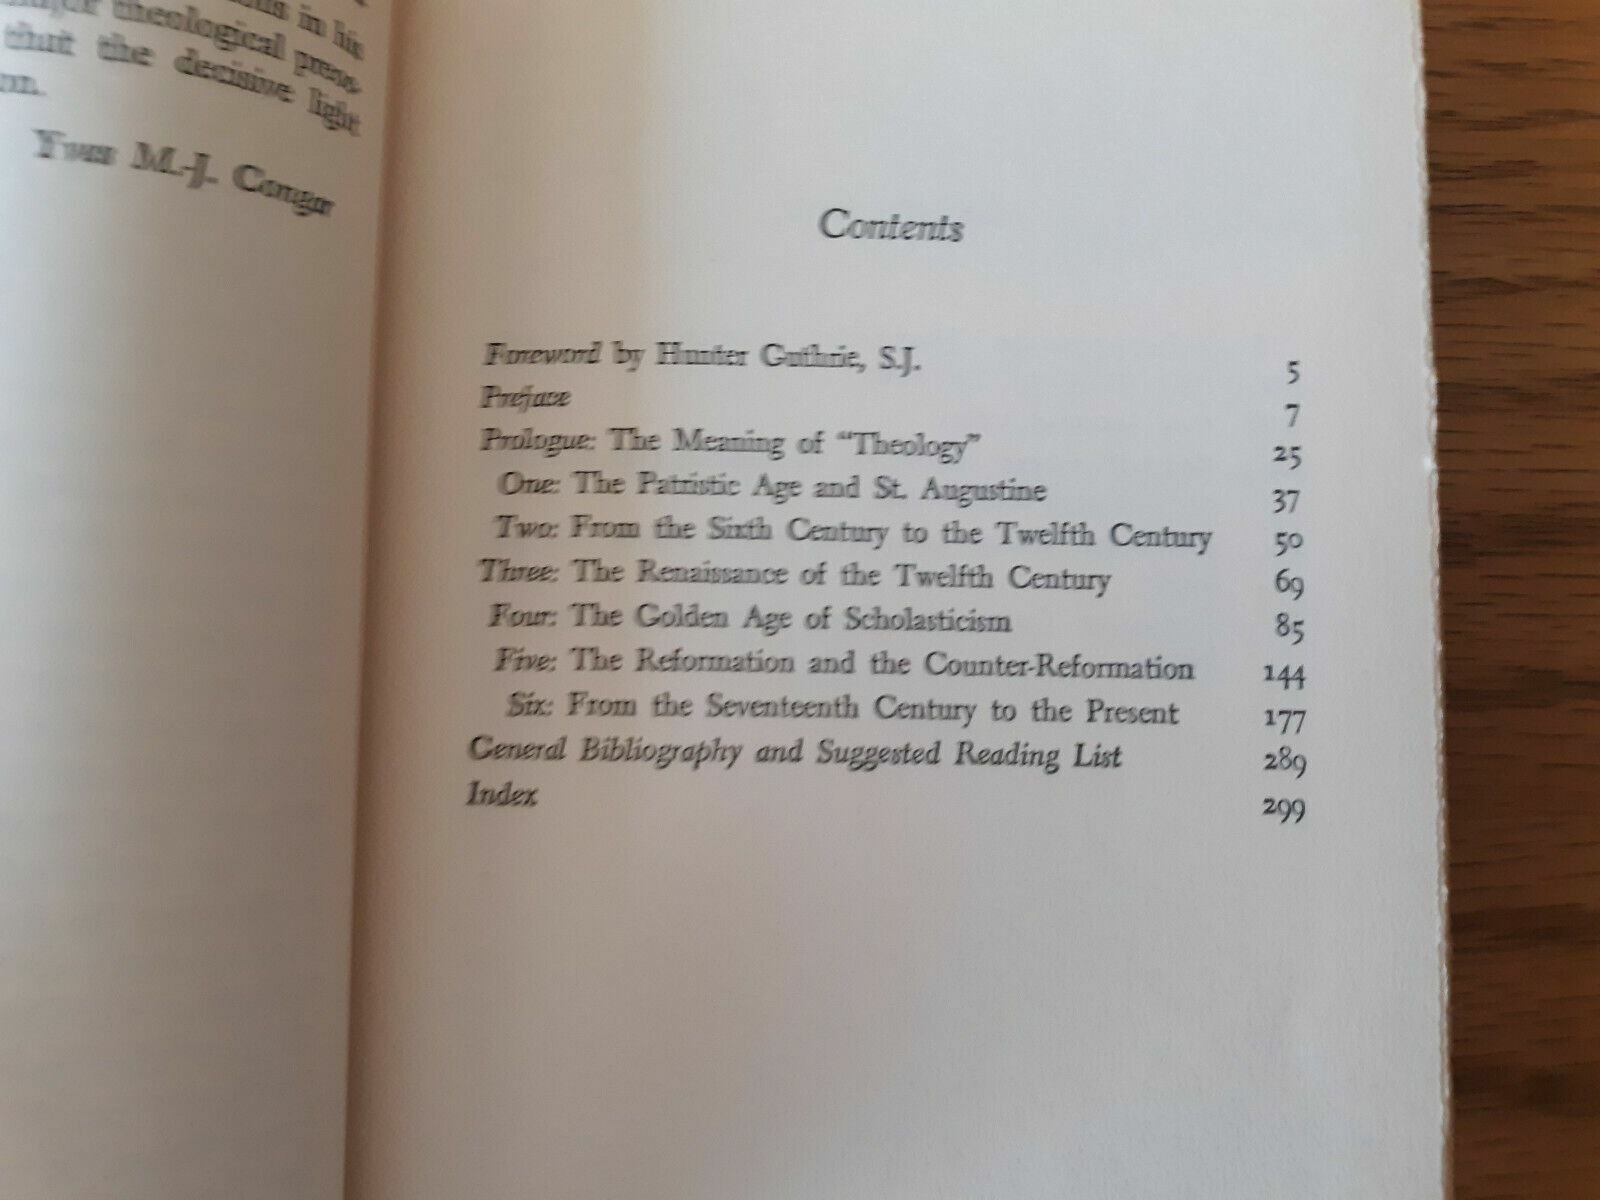 in his
major theological pres-
that the decisive light
on.
Yves M.-J. Congar
Contents
Foreword by Hunter Guthrie, S.J. 5
Preface 7
Prologue: The Meaning of “Theology” 25
One: The Patristic Age and St. Augustine 37
Two: From the Sixth Century to the Twelfth Century 50
Three: The Renaissance of the Twelfth Century 69
Four: The Golden Age of Scholasticism 85
Five: The Reformation and the Counter-Reformation 144
Six: From the Seventeenth Century to the Present 177
General Bibliography and Suggested Reading List 289
Index 299